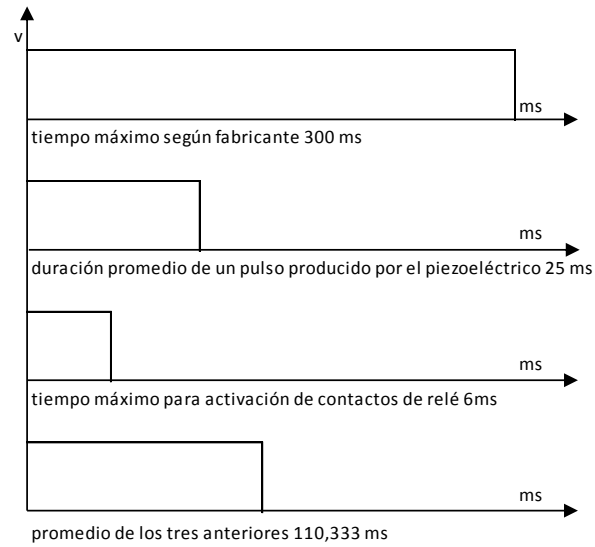 v
ms
tiempo máximo según fabricante 300 ms
ms
duración promedio de un pulso producido por el piezoeléctrico 25 ms
ms
tiempo máximo para activación de contactos de relé 6ms
ms
promedio de los tres anteriores 110,333 ms